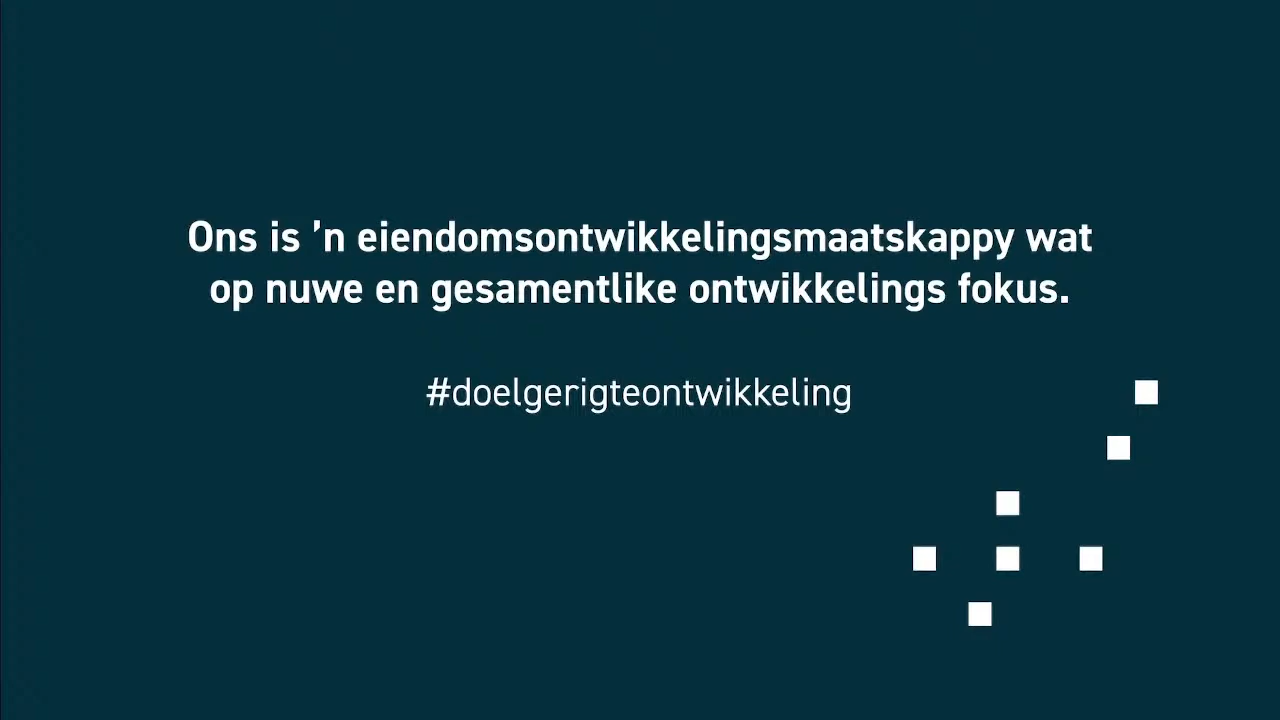 Ons is ’n eiendomsontwikkelingsmaatskappy wat
op nuwe en gesamentlike ontwikkelings fokus.
#doelgerigteontwikkeling